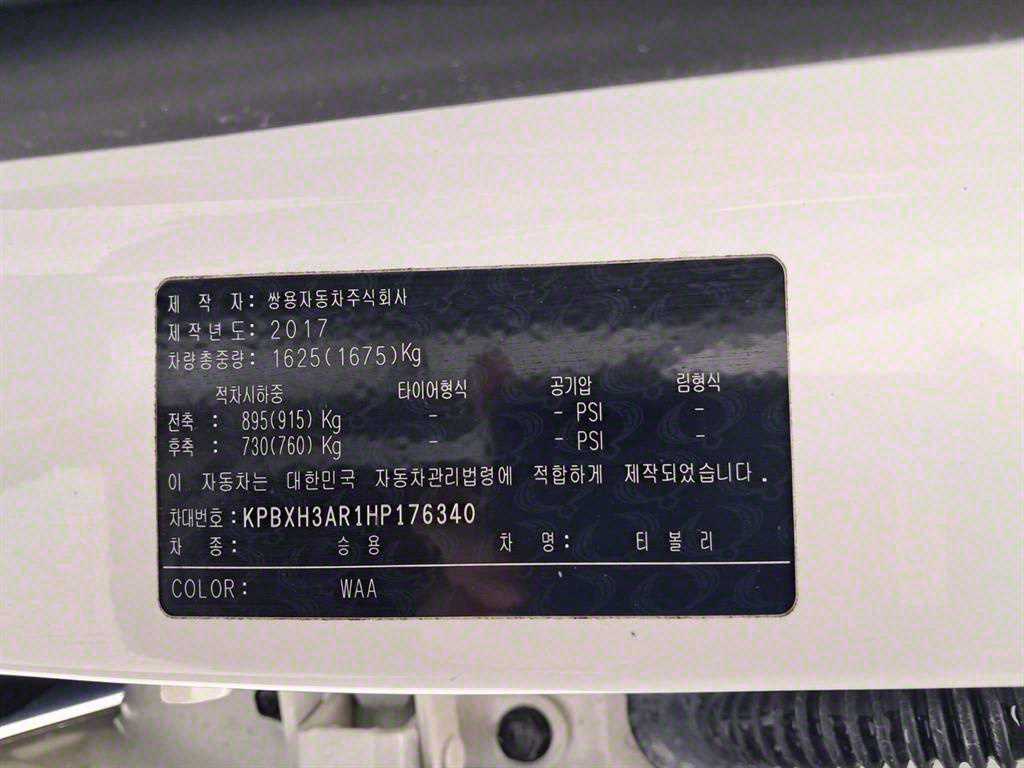 제 작 자: 쌍용자동차주식회사
제작년도: 2017
차량총중량: 1625(1675)Kg
적차시하중 타이어형식 공기압 림형식
전축 : 895(915) Kg - - PSI -
후축 : 730(760) Kg - - PSI -
이 자동차는 대한민국 자동차관리법령에 적합하게 제작되었습니다.
차대번호:KPBXH3AR1HP176340
차 종: 승 용 차 명: 티 볼 리
COLOR: WAA